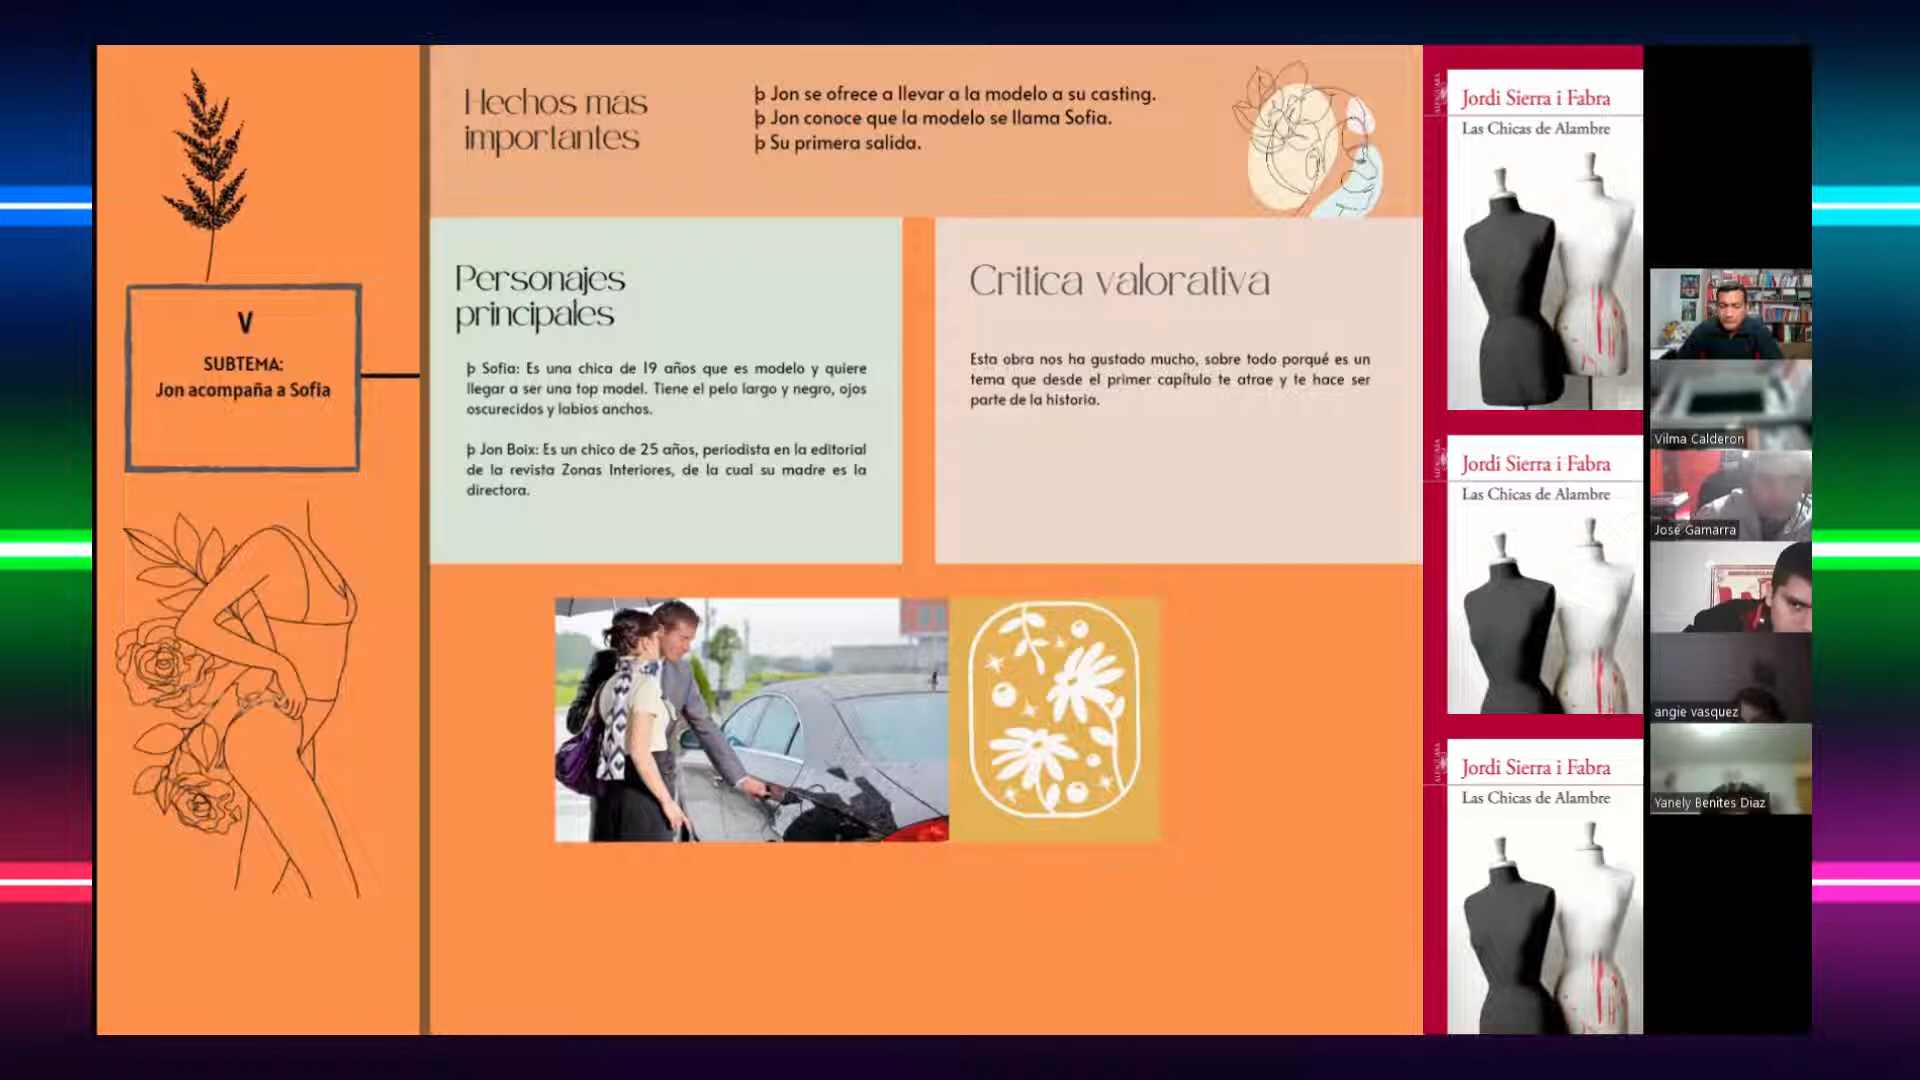 V
SUBTEMA:
Jon acompaña a Sofia
Hechos más
importantes
þ Jon se ofrece a llevar a la modelo a su casting.
þ Jon conoce que la modelo se llama Sofia.
þ Su primera salida.
Personajes
principales
þ Sofia: Es una chica de 19 años que es modelo y quiere
llegar a ser una top model. Tiene el pelo largo y negro, ojos
oscurecidos y labios anchos.
þ Jon Boix: Es un chico de 25 años, periodista en la editorial
de la revista Zonas Interiores, de la cual su madre es la
directora.
Critica valorativa
Esta obra nos ha gustado mucho, sobre todo porqué es un
tema que desde el primer capítulo te atrae y te hace ser
parte de la historia.
Jordi Sierra i Fabra
Las Chicas de Alambre
Jordi Sierra i Fabra
Las Chicas de Alambre
Jordi Sierra i Fabra
Las Chicas de Alambre
Vilma Calderon
José Gamarra
angie vasquez
Yanely Benites Diaz